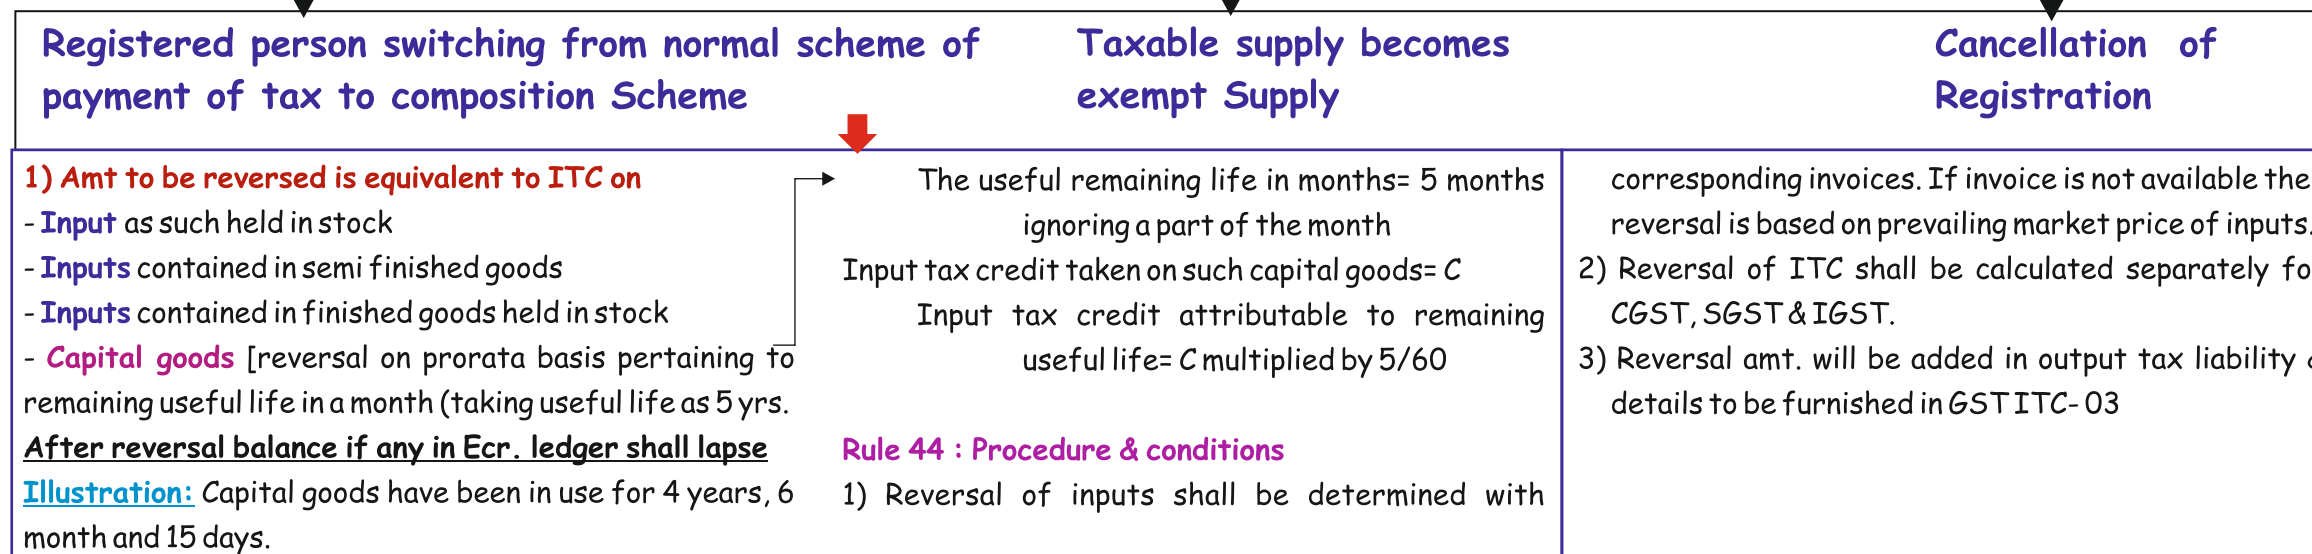 Registered person switching from normal scheme of
payment of tax to composition Scheme
Taxable supply becomes
exempt Supply
Cancellation of
Registration
1) Amt to be reversed is equivalent to ITC on
- Input as such held in stock
- Inputs contained in semi finished goods
- Inputs contained in finished goods held in stock
- Capital goods [reversal on prorata basis pertaining to
remaining useful life in a month (taking useful life as 5 yrs.
After reversal balance if any in Ecr. ledger shall lapse
Illustration: Capital goods have been in use for 4 years, 6
month and 15 days.
The useful remaining life in months= 5 months
ignoring a part of the month
Input tax credit taken on such capital goods= C
Input tax credit attributable to remaining
useful life= C multiplied by 5/60
Rule 44 : Procedure & conditions
1) Reversal of inputs shall be determined with
corresponding invoices. If invoice is not available the
reversal is based on prevailing market price of inputs.
2) Reversal of ITC shall be calculated separately fo
CGST, SGST & IGST.
3) Reversal amt. will be added in output tax liability
details to be furnished in GST ITC- 03